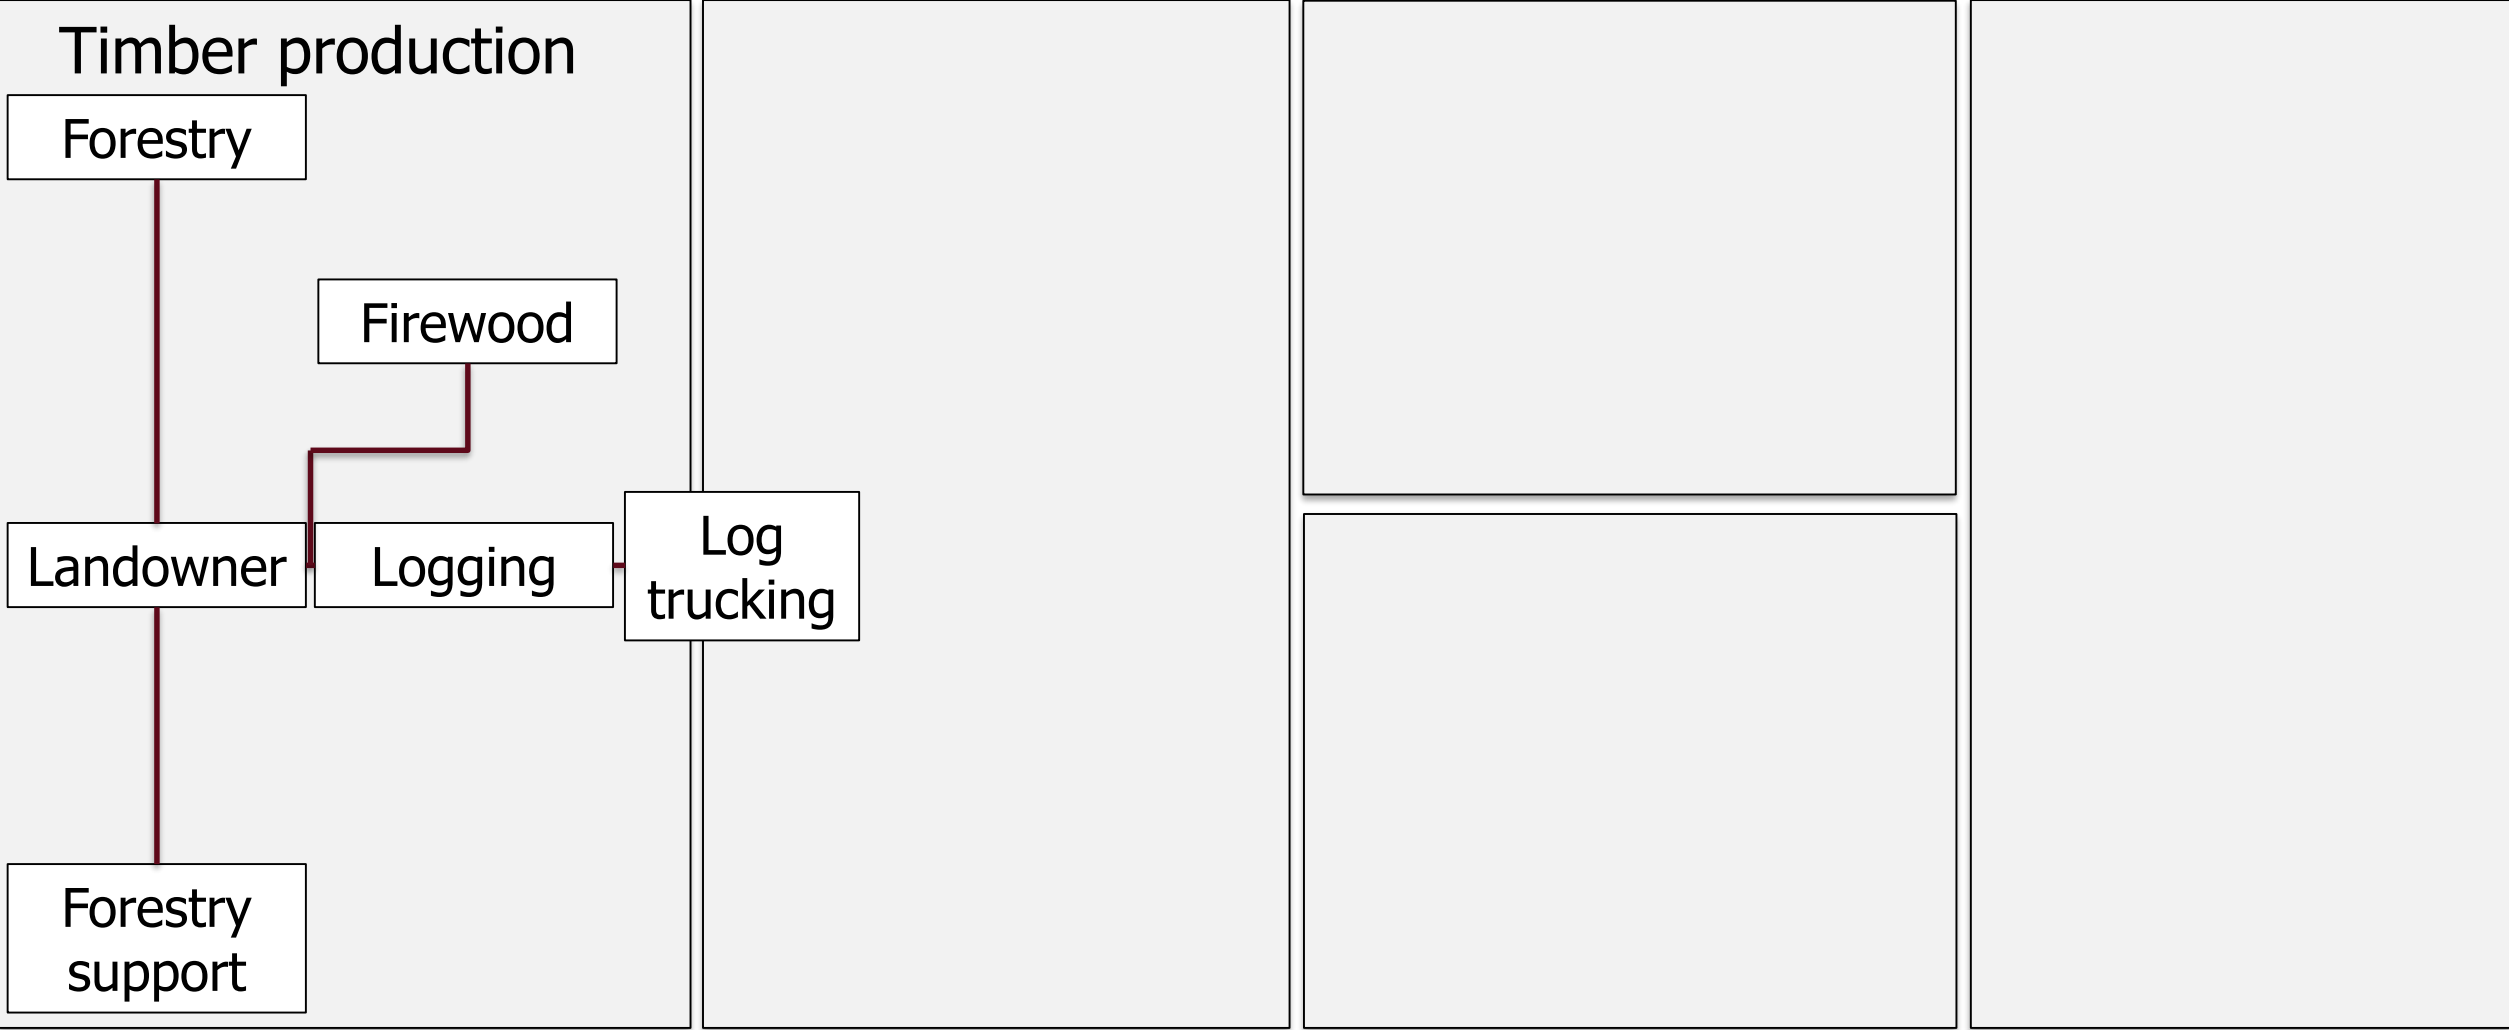 Timber production
Forestry
Firewood
Landowner
Logging
Log
trucking
Forestry
support